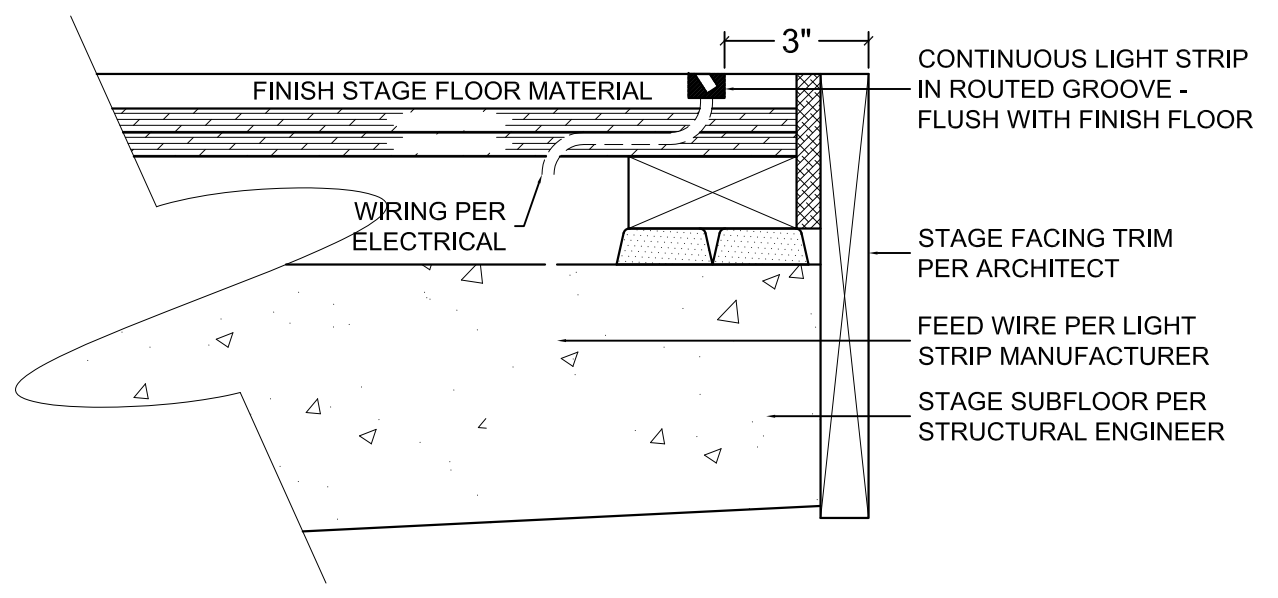 3"
CONTINUOUS LIGHT STRIP
IN ROUTED GROOVE -
FLUSH WITH FINISH FLOOR
FINISH STAGE FLOOR MATERIAL
WIRING PER
ELECTRICAL
STAGE FACING TRIM
PER ARCHITECT
FEED WIRE PER LIGHT
STRIP MANUFACTURER
STAGE SUBFLOOR PER
STRUCTURAL ENGINEER